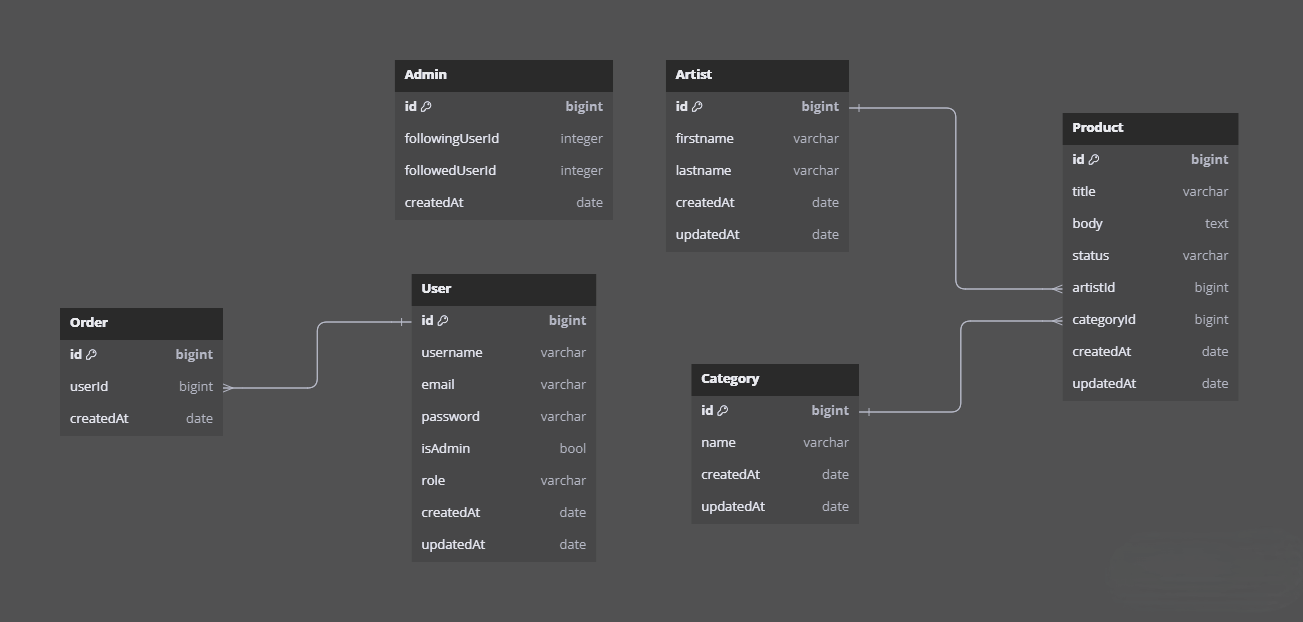 Admin
id bigint
followingUserId integer
followedUserId integer
createdAt date
Artist
id bigint
firstname varchar
lastname varchar
createdAt date
updatedAt date
Product
id bigint
title varchar
body text
status varchar
artistId bigint
categoryId bigint
createdAt date
updatedAt date
User
id bigint
username varchar
email varchar
password varchar
isAdmin bool
role varchar
createdAt date
updatedAt date
Order
id bigint
userId bigint
createdAt date
Category
id bigint
name varchar
createdAt date
updatedAt date